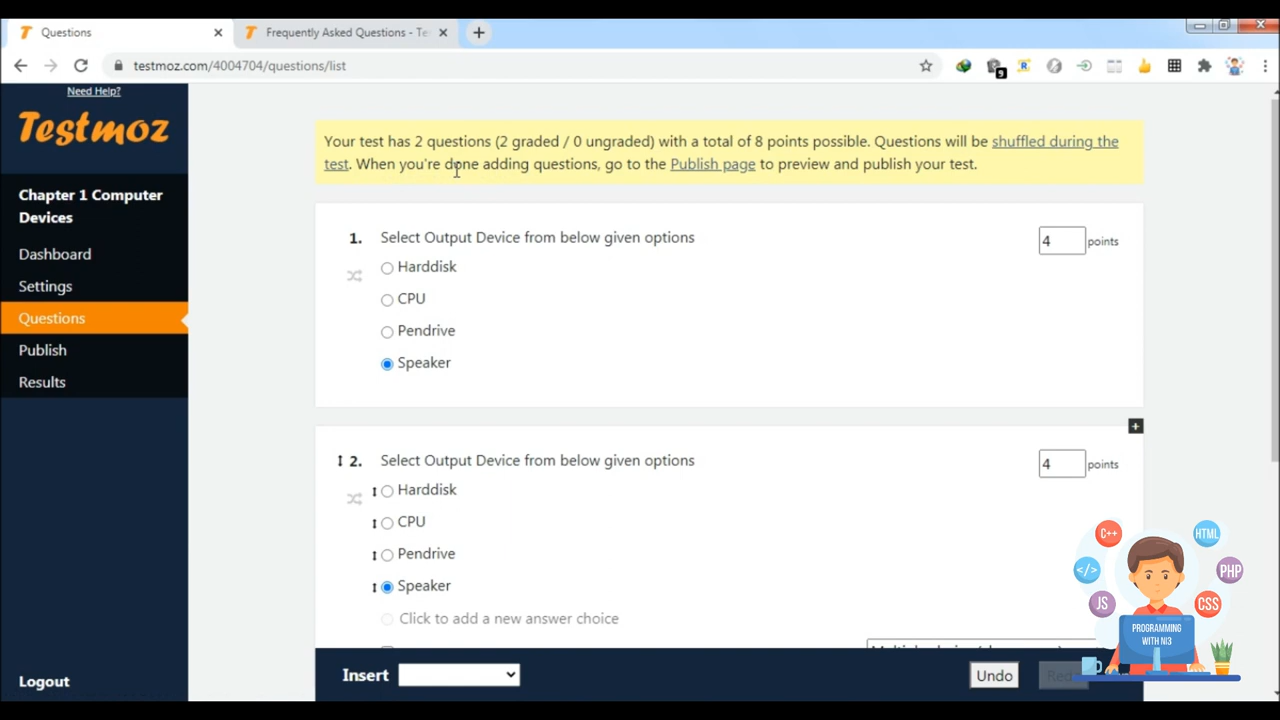 Questions
Frequently Asked Questions - Te
testmoz.com/4004704/questions/list
9
Need Help?
Testmoz
Chapter 1 Computer
Devices
Dashboard
Settings
Questions
Publish
Results
Logout
Your test has 2 questions (2 graded / 0 ungraded) with a total of 8 points possible. Questions will be shuffled during the
test. When you're done adding questions, go to the Publish page to preview and publish your test.
1. Select Output Device from below given options
4 points
Harddisk
CPU
Pendrive
Speaker
2. Select Output Device from below given options
4 points
Harddisk
CPU
Pendrive
Speaker
Click to add a new answer choice
Insert
Undo
C++
HTML
</>
PHP
JS
CSS
PROGRAMMING
WITH NI3